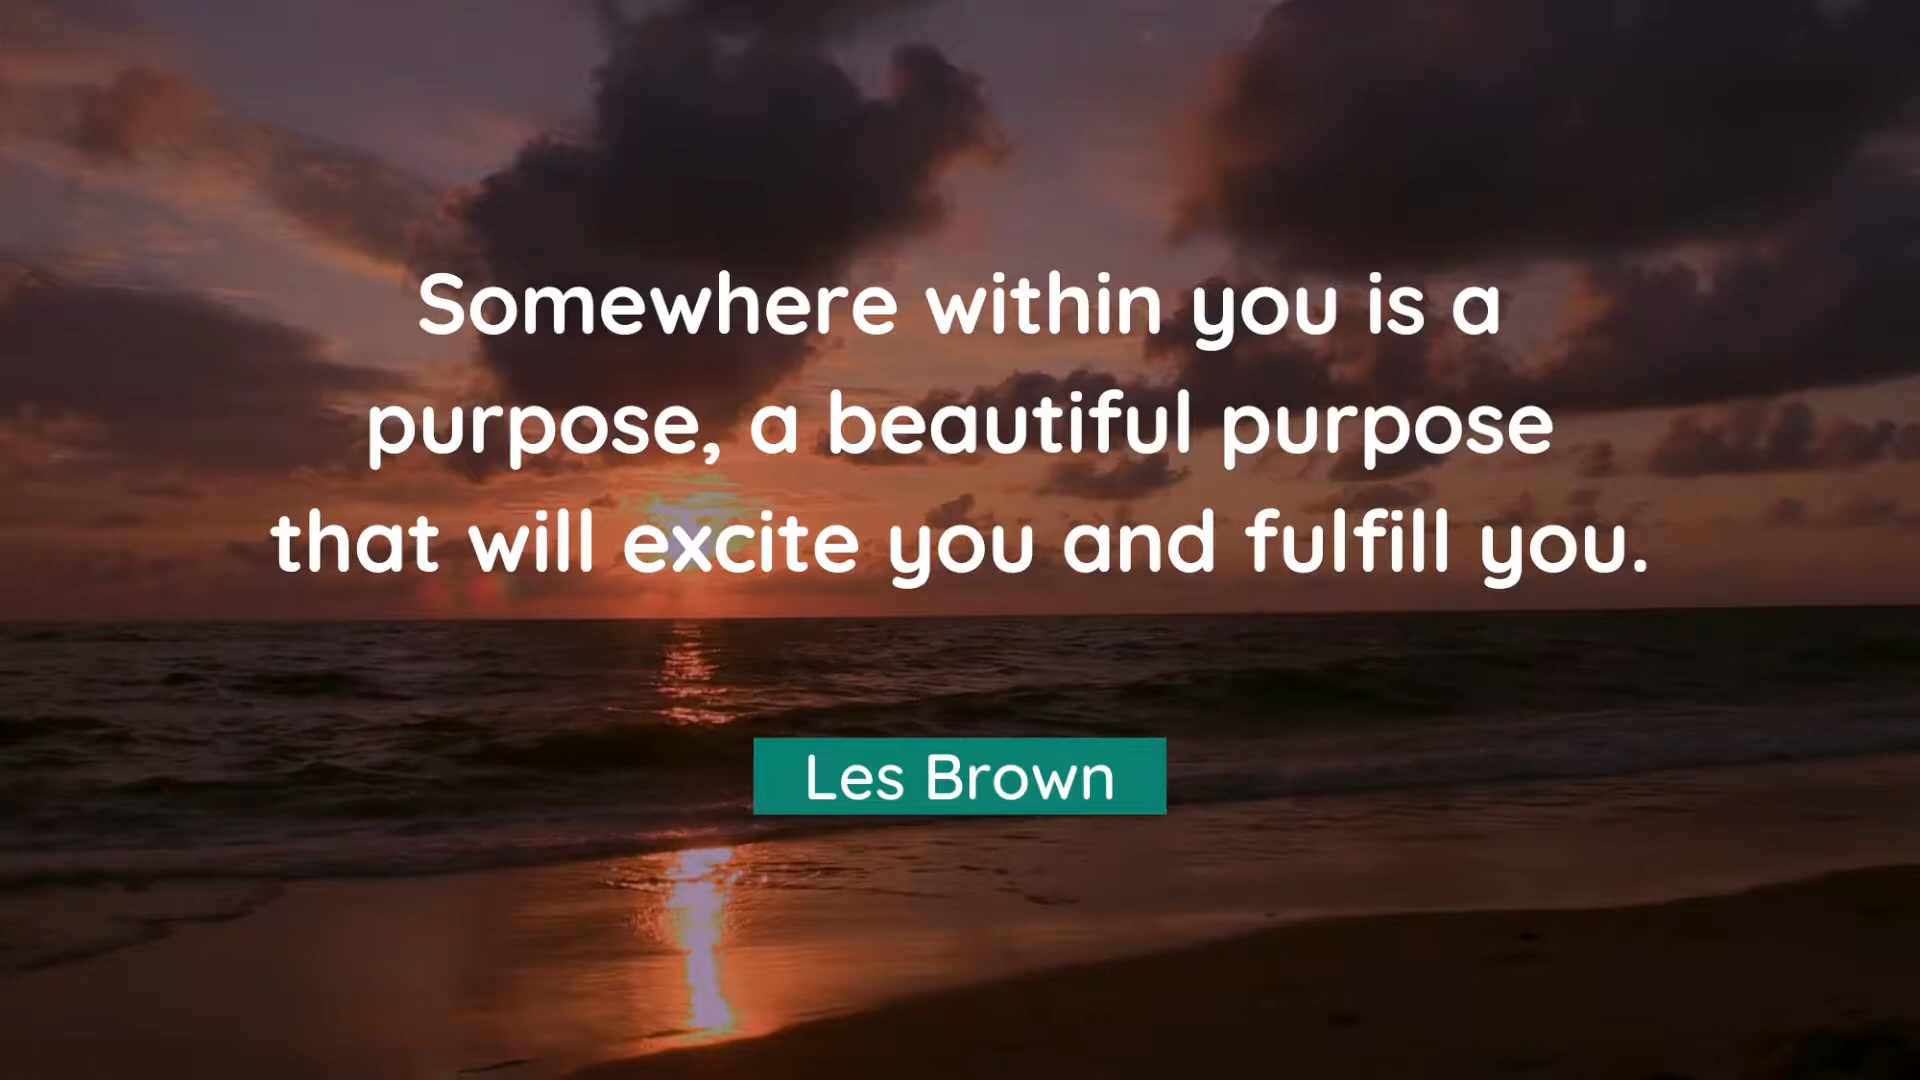 Somewhere within you is a
purpose, a beautiful purpose
that will excite you and fulfill you.
Les Brown